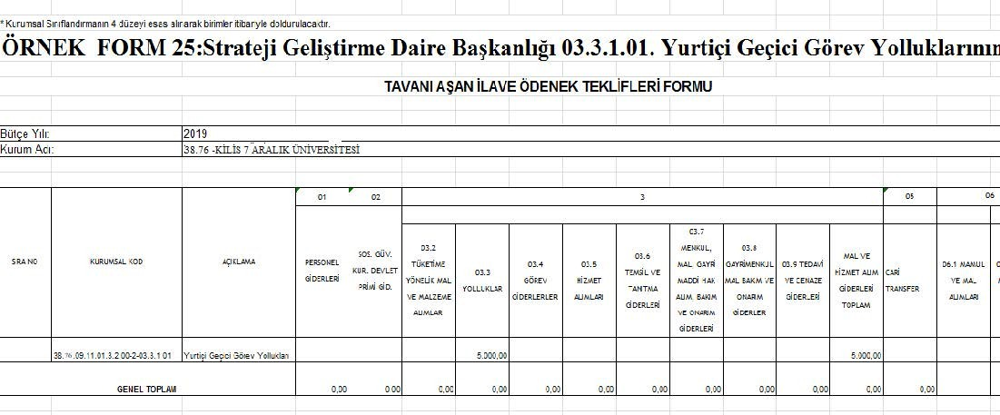 * Kurumsal Sınıflandırmanın 4 düzeyi esas alınarak birimler itibariyle doldurulacaktır.
ÖRNEK FORM 25:Strateji Geliştirme Daire Başkanlığı 03.3.1.01. Yurtiçi Geçici Görev Yolluklarının
TAVANI AŞAN İLAVE ÖDENEK TEKLİFLERİ FORMU
Bütçe Yılı: 2019
Kurum Adı: 38.76 -KİLİS 7 ARALIK ÜNİVERSİTESİ
01 02 3 05 06
SRA NO
KURUMSAL KOD
AÇIKLAMA
PERSONEL
GİDERLERİ
SOS. GÜV.
KUR. DEVLET
PRİMİ GİD.
03.2
TÜKETİME
YÖNELİK MAL
VE MALZEME
ALIMLAR
03.3
YOLLUKLAR
03.4
GÖREV
GİDERLERLER
03.5
HİZMET
ALIMLARI
03.6
TEMSİL VE
TANITMA
GİDERLERİ
03.7
MENKUL,
MAL, GAYRİ
MADDİ HAK
ALIM, BAKIM
VE ONARIM
GİDERLERİ
03.8
GAYRİMENKUL
MAL BAKIM VE
ONARIM
GİDERLER
03.9 TEDAVİ
VE CENAZE
GİDERLERİ
MAL VE
HİZMET ALIM
GİDERLERİ
TOPLAM
CARİ
TRANSFER
06.1 MAMUL
VE MAL
ALIMLARI
38.76.09.11.01.3.2.00-2-03.3.1.01 Yurtiçi Geçici Görev Yollukları 5.000,00 5.000,00
GENEL TOPLAM 0,00 0,00 0,00 0,00 0,00 0,00 0,00 0,00 0,00 0,00 0,00 0,00